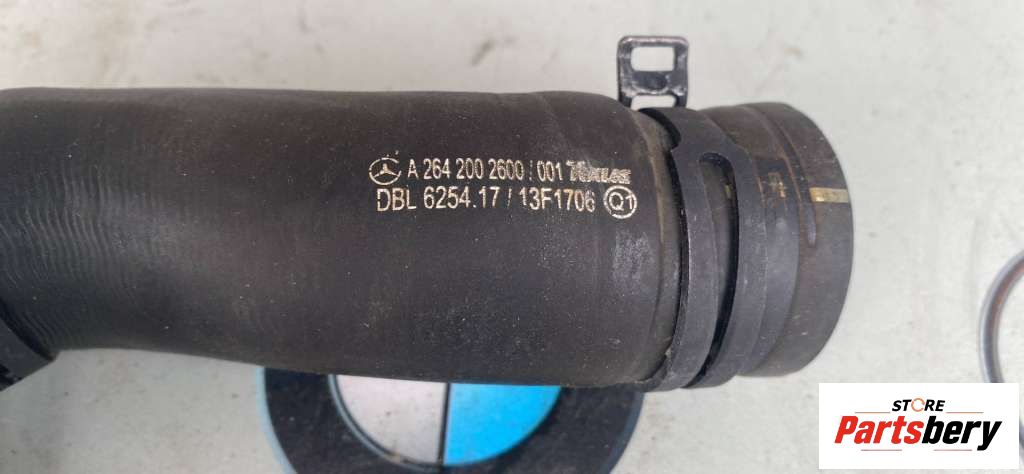 A 264 200 2600 / 001
DBL 6254.17 / 13F1706 Q1
STORE
Partsbery